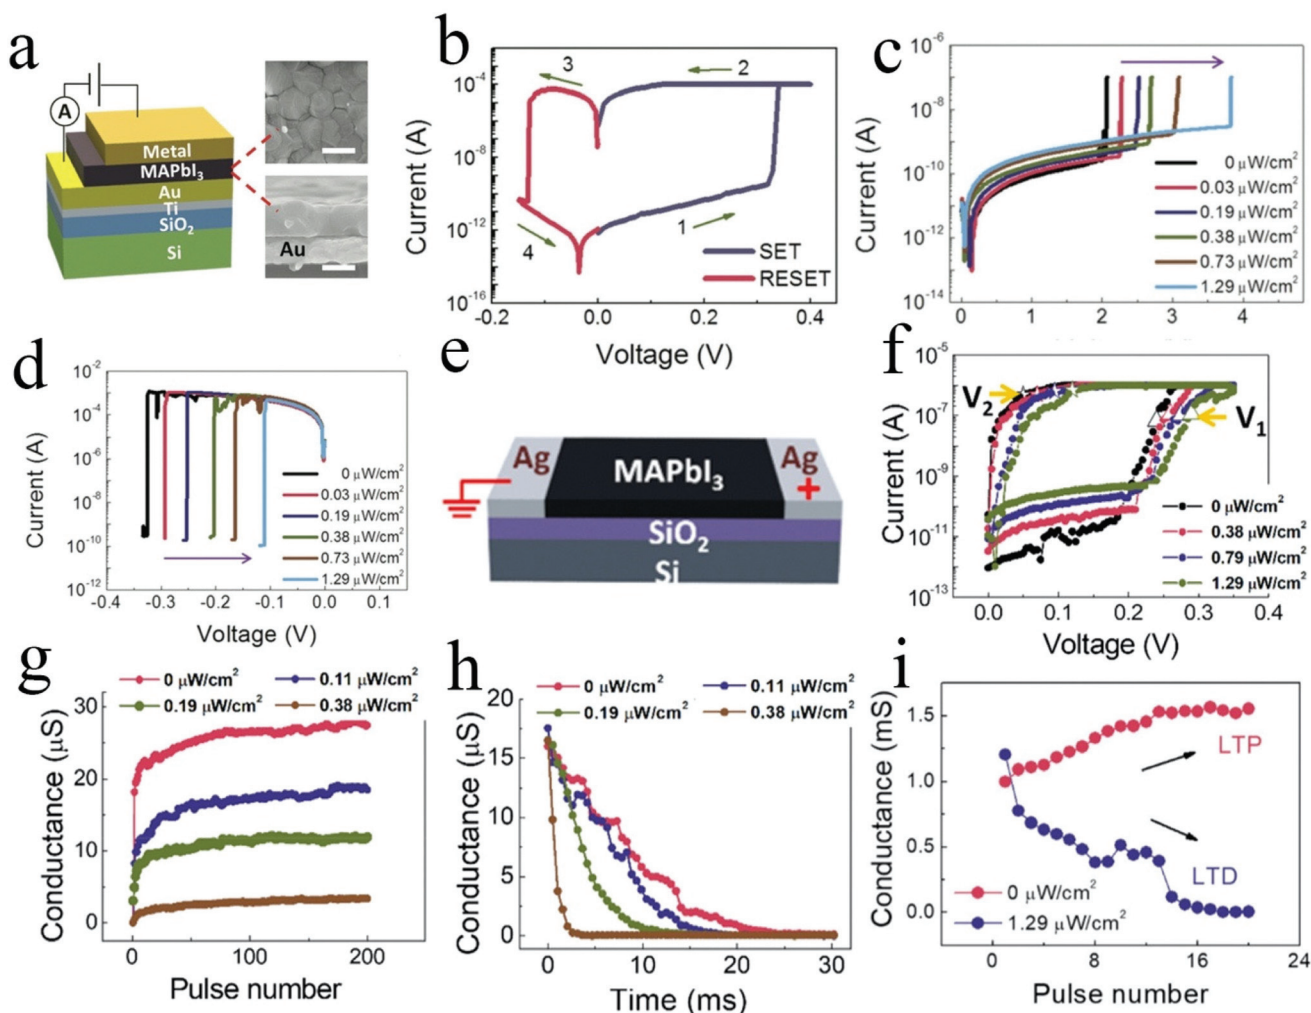 a
A
Metal
MAPbI₃
Au
Ti
SiO₂
Si
Au
b
Current (A)
10⁻⁴
10⁻⁸
10⁻¹²
10⁻¹⁶
3
2
1
4
SET
RESET
-0.2
0.0
0.2
0.4
Voltage (V)
c
Current (A)
10⁻⁶
10⁻⁸
10⁻¹⁰
10⁻¹²
10⁻¹⁴
0 μW/cm²
0.03 μW/cm²
0.19 μW/cm²
0.38 μW/cm²
0.73 μW/cm²
1.29 μW/cm²
0
1
2
3
4
d
Current (A)
10⁻²
10⁻⁴
10⁻⁶
10⁻⁸
10⁻¹⁰
10⁻¹²
0 μW/cm²
0.03 μW/cm²
0.19 μW/cm²
0.38 μW/cm²
0.73 μW/cm²
1.29 μW/cm²
-0.4
-0.3
-0.2
-0.1
0.0
0.1
Voltage (V)
e
Ag
MAPbI₃
Ag
+
SiO₂
Si
f
Current (A)
10⁻⁵
10⁻⁷
10⁻⁹
10⁻¹¹
10⁻¹³
V₂
V₁
0 μW/cm²
0.38 μW/cm²
0.79 μW/cm²
1.29 μW/cm²
0.0
0.1
0.2
0.3
0.4
Voltage (V)
g
0 μW/cm²
0.11 μW/cm²
0.19 μW/cm²
0.38 μW/cm²
Conductance (μS)
30
20
10
0
0
100
200
Pulse number
h
0 μW/cm²
0.11 μW/cm²
0.19 μW/cm²
0.38 μW/cm²
Conductance (μS)
20
15
10
5
0
0
10
20
30
Time (ms)
i
Conductance (mS)
1.5
1.0
0.5
0.0
LTP
LTD
0 μW/cm²
1.29 μW/cm²
0
8
16
24
Pulse number